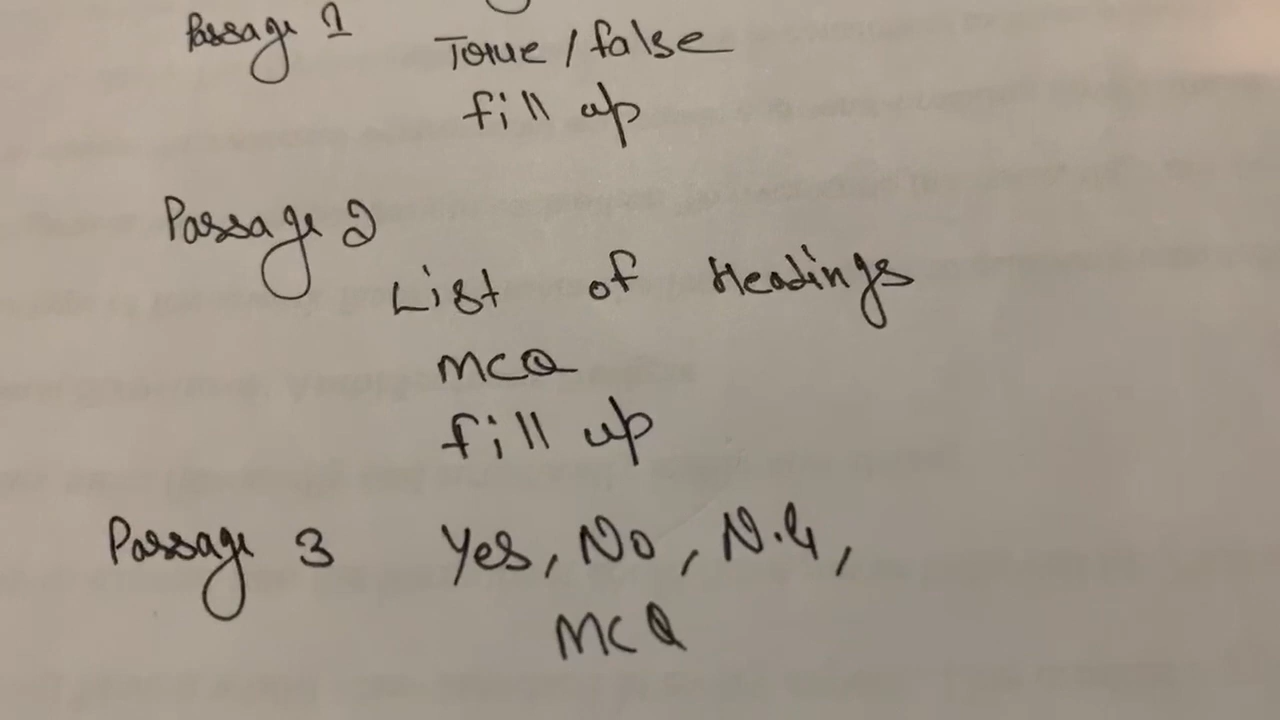 Passage 1 True/false
fill up
Passage 2
List of Headings
MCQ
fill up
Passage 3 Yes, No, N.G,
MCQ